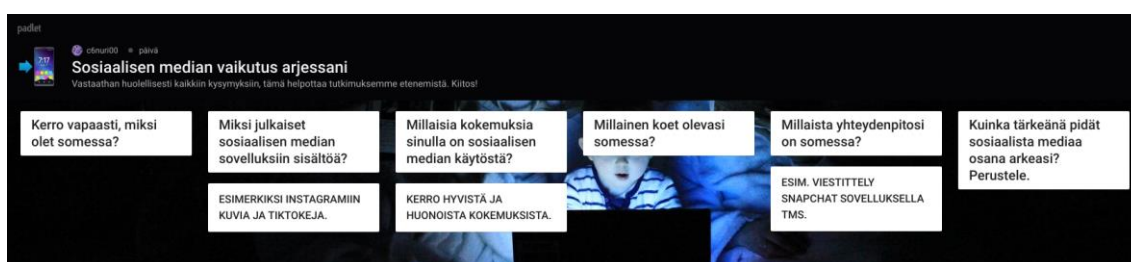 padlet
7:17
c6nuri00 päivä
Sosiaalisen median vaikutus arjessani
Vastaathan huolellisesti kaikkiin kysymyksiin, tämä helpottaa tutkimuksemme etenemistä. Kiitos!
Kerro vapaasti, miksi
olet somessa?
Miksi julkaiset
sosiaalisen median
sovelluksiin sisältöä?
ESIMERKIKSI INSTAGRAMIIN
KUVIA JA TIKTOKEJA.
Millaisia kokemuksia
sinulla on sosiaalisen
median käytöstä?
KERRO HYVISTÄ JA
HUONOISTA KOKEMUKSISTA.
Millainen koet olevasi
somessa?
Millaista yhteydenpitosi
on somessa?
ESIM. VIESTITTELY
SNAPCHAT SOVELLUKSELLA
TMS.
Kuinka tärkeänä pidät
sosiaalista mediaa
osana arkeasi?
Perustele.